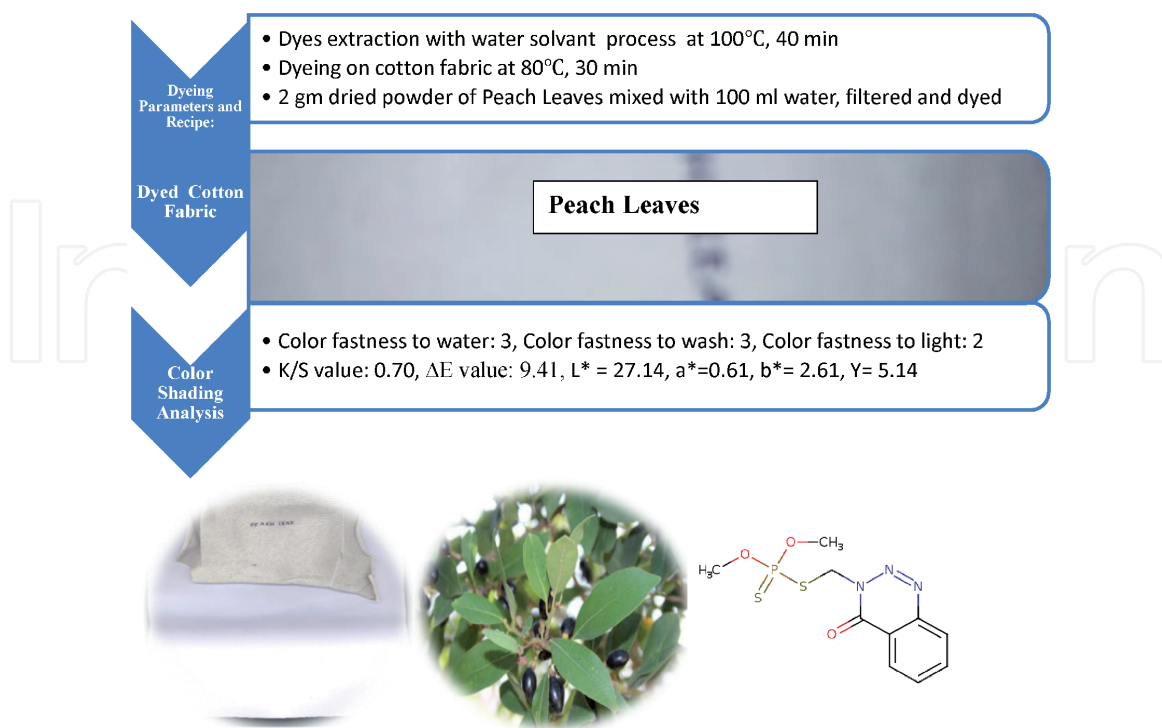 Dyeing
Parameters and
Recipe:
• Dyes extraction with water solvant process at 100℃, 40 min
• Dyeing on cotton fabric at 80℃, 30 min
• 2 gm dried powder of Peach Leaves mixed with 100 ml water, filtered and dyed
Dyed Cotton
Fabric
Peach Leaves
Color
Shading
Analysis
• Color fastness to water: 3, Color fastness to wash: 3, Color fastness to light: 2
• K/S value: 0.70, ΔE value: 9.41, L* = 27.14, a*=0.61, b*= 2.61, Y= 5.14
O CH₃
O
H₃C P S N N N
S
O